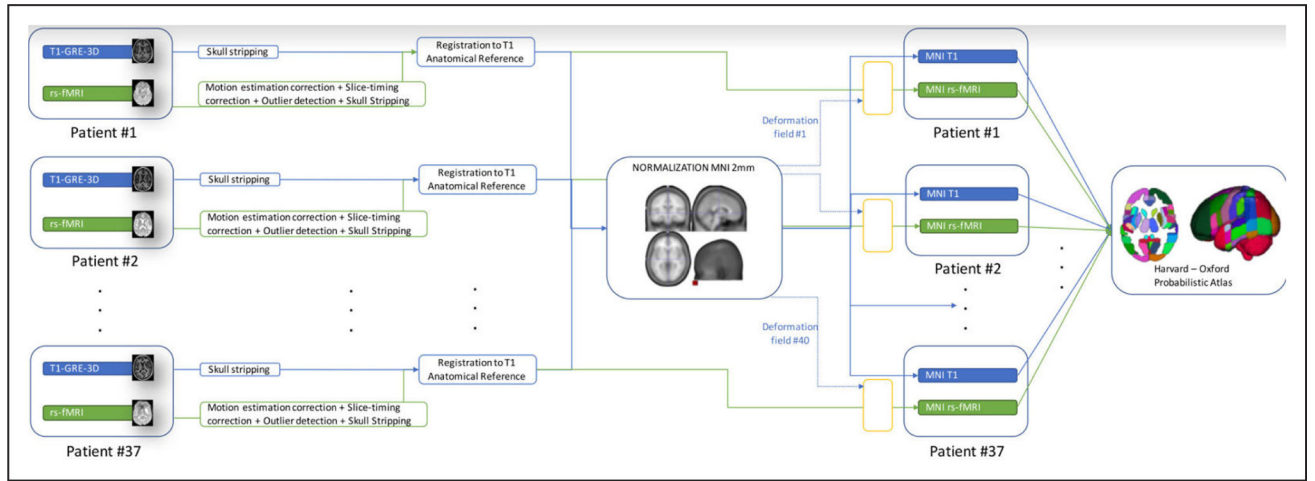 T1-GRE-3D
Skull stripping
Registration to T1
Anatomical Reference
rs-fMRI
Motion estimation correction + Slice-timing
correction + Outlier detection + Skull Stripping
Patient #1
MNI T1
MNI rs-fMRI
Patient #1
Deformation
field #1
T1-GRE-3D
Skull stripping
Registration to T1
Anatomical Reference
rs-fMRI
Motion estimation correction + Slice-timing
correction + Outlier detection + Skull Stripping
Patient #2
NORMALIZATION MNI 2mm
MNI T1
MNI rs-fMRI
Patient #2
Harvard – Oxford
Probabilistic Atlas
Deformation
field #40
T1-GRE-3D
Skull stripping
Registration to T1
Anatomical Reference
rs-fMRI
Motion estimation correction + Slice-timing
correction + Outlier detection + Skull Stripping
Patient #37
MNI T1
MNI rs-fMRI
Patient #37